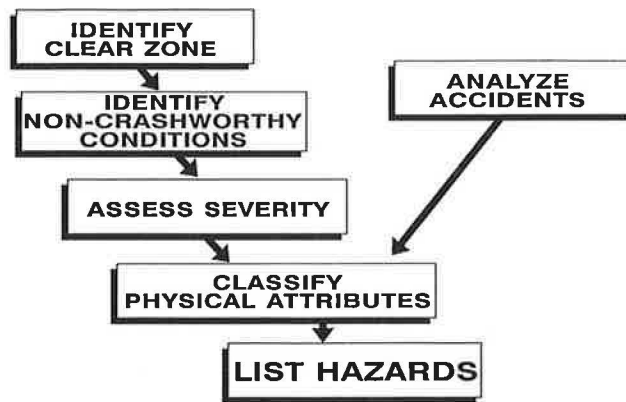 IDENTIFY
CLEAR ZONE
IDENTIFY
NON-CRASHWORTHY
CONDITIONS
ANALYZE
ACCIDENTS
ASSESS SEVERITY
CLASSIFY
PHYSICAL ATTRIBUTES
LIST HAZARDS